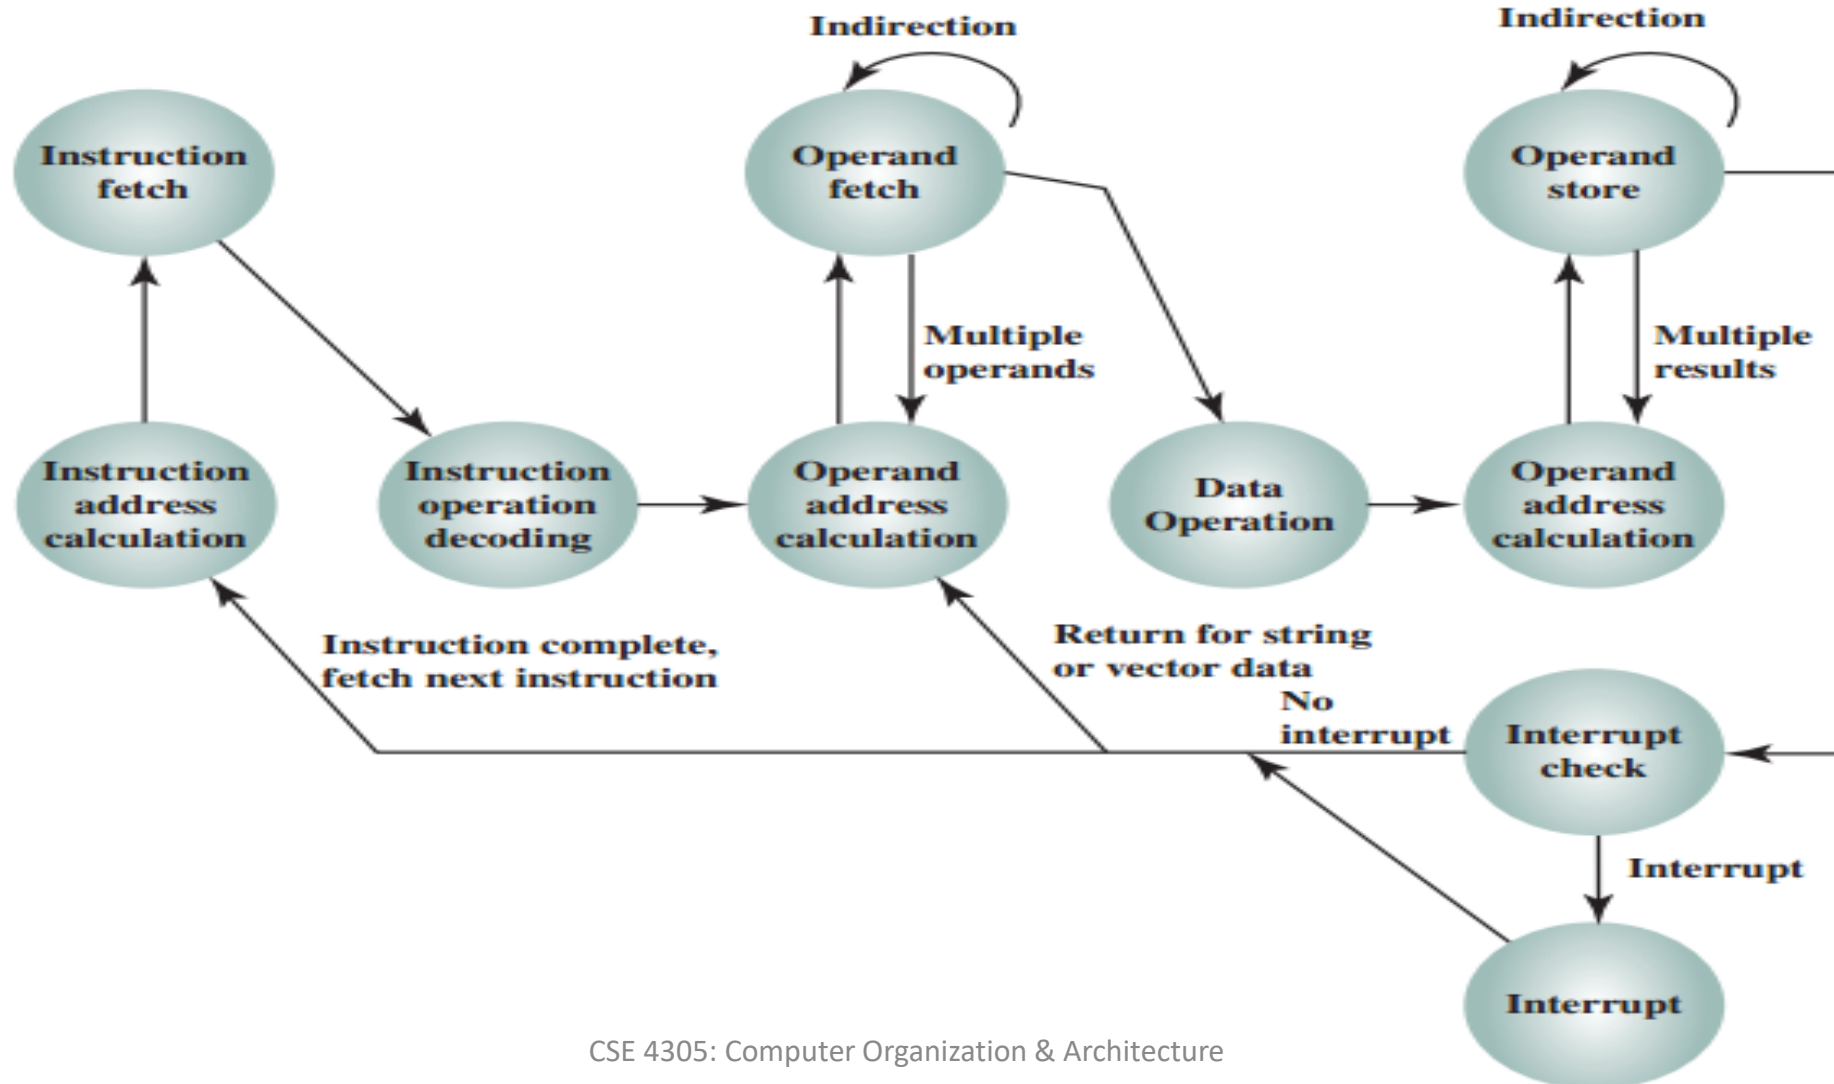 Indirection
Indirection
Instruction
fetch
Operand
fetch
Operand
store
Multiple
operands
Multiple
results
Instruction
address
calculation
Instruction
operation
decoding
Operand
address
calculation
Data
Operation
Operand
address
calculation
Instruction complete,
fetch next instruction
Return for string
or vector data
No
interrupt
Interrupt
check
Interrupt
Interrupt
CSE 4305: Computer Organization & Architecture